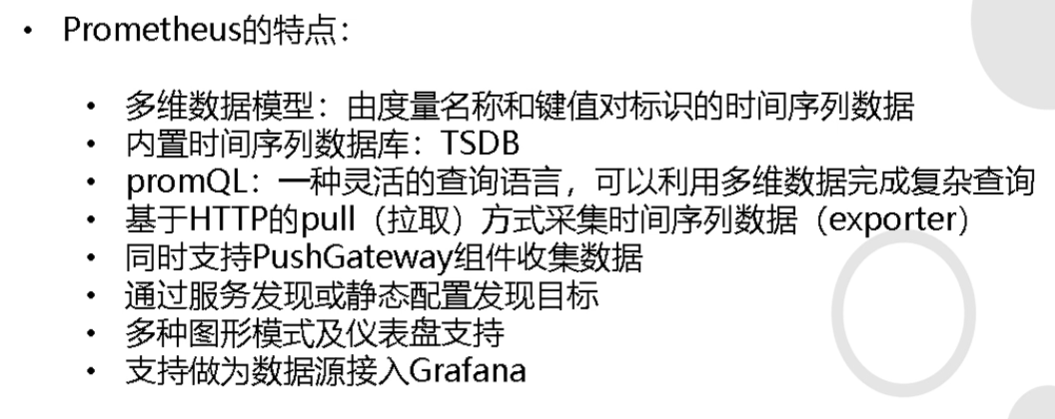 • Prometheus的特点：
• 多维数据模型：由度量名称和键值对标识的时间序列数据
• 内置时间序列数据库：TSDB
• promQL：一种灵活的查询语言，可以利用多维数据完成复杂查询
• 基于HTTP的pull（拉取）方式采集时间序列数据（exporter）
• 同时支持PushGateway组件收集数据
• 通过服务发现或静态配置发现目标
• 多种图形模式及仪表盘支持
• 支持做为数据源接入Grafana